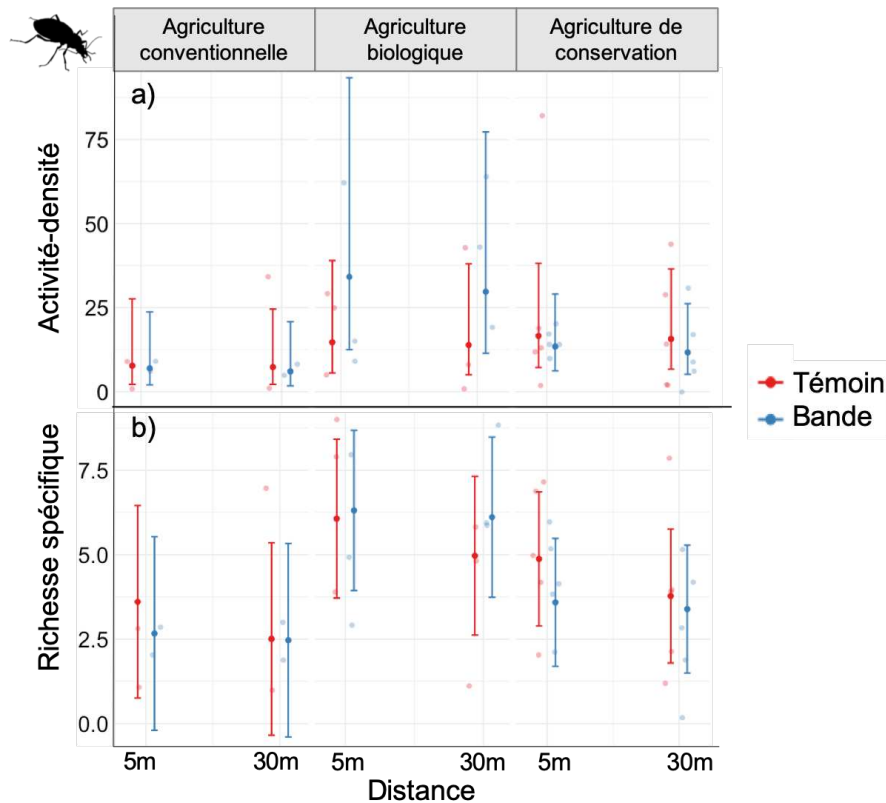 Agriculture
conventionnelle
Agriculture
biologique
Agriculture de
conservation
a)
Activité-densité
75
50
25
0
Témoin
Bande
b)
Richesse spécifique
7.5
5.0
2.5
0.0
5m
30m
5m
30m
5m
30m
Distance